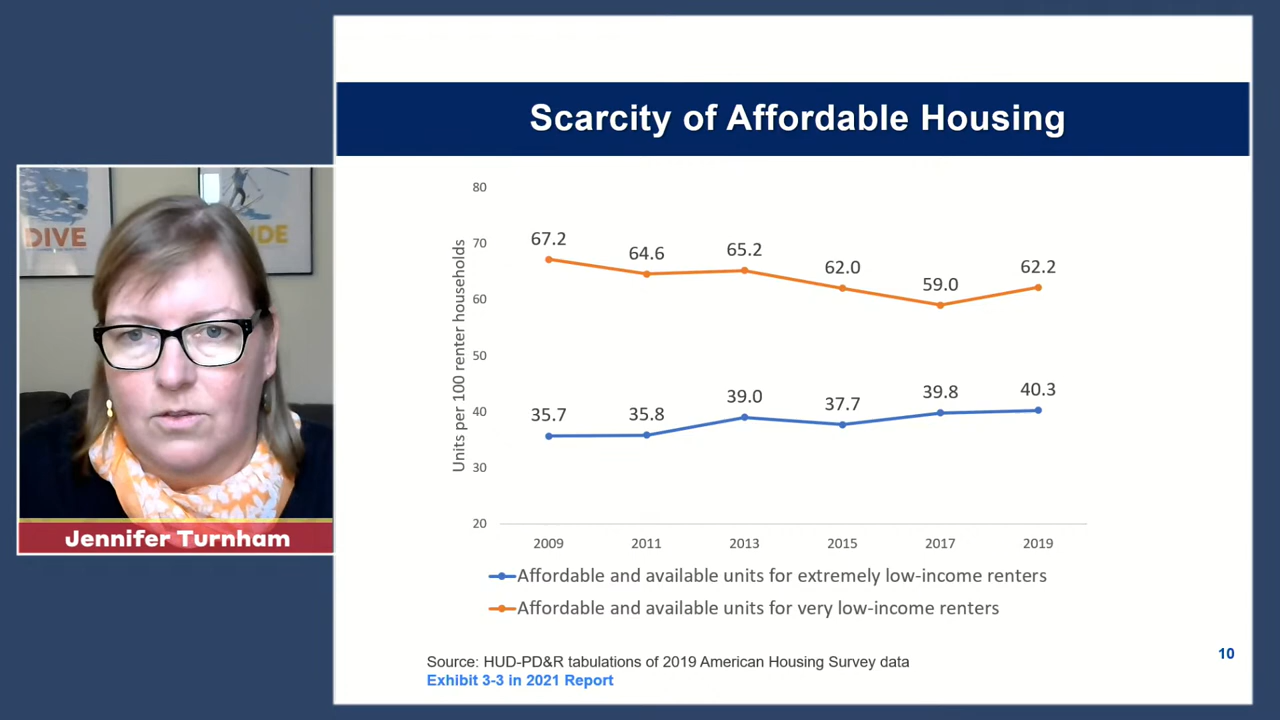 Scarcity of Affordable Housing
DIVE
IDE
Jennifer Turnham
Units per 100 renter households
80
70
60
50
40
30
20
67.2
64.6
65.2
62.0
59.0
62.2
35.7
35.8
39.0
37.7
39.8
40.3
2009
2011
2013
2015
2017
2019
Affordable and available units for extremely low-income renters
Affordable and available units for very low-income renters
Source: HUD-PD&R tabulations of 2019 American Housing Survey data
Exhibit 3-3 in 2021 Report
10